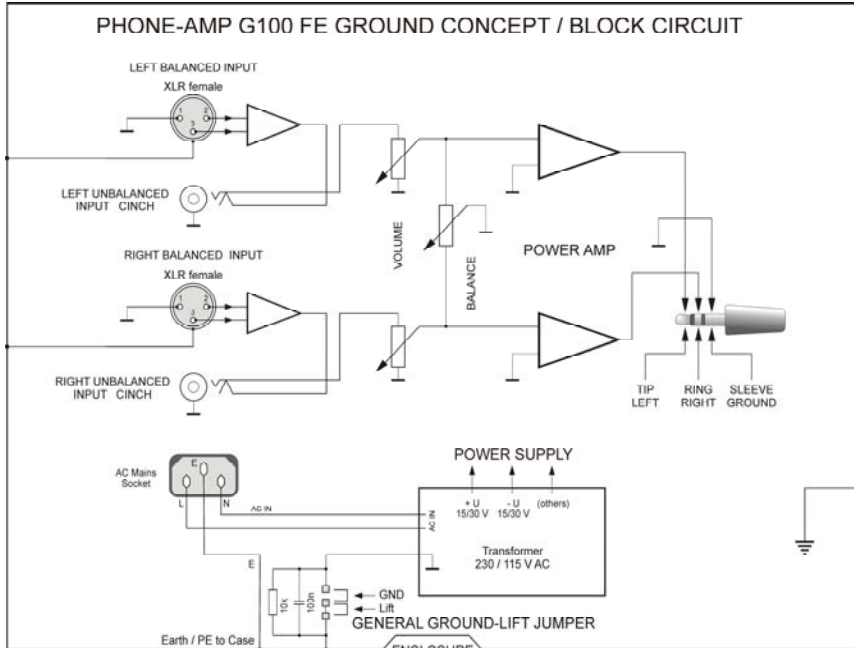 PHONE-AMP G100 FE GROUND CONCEPT / BLOCK CIRCUIT
LEFT BALANCED INPUT
XLR female
1 2
3
LEFT UNBALANCED
INPUT CINCH
RIGHT BALANCED INPUT
XLR female
1 2
3
RIGHT UNBALANCED
INPUT CINCH
VOLUME
BALANCE
POWER AMP
TIP
LEFT
RING
RIGHT
SLEEVE
GROUND
AC Mains
Socket
E
L
N
AC IN
E
POWER SUPPLY
+ U
15/30 V
- U
15/30 V
(others)
AC IN
Transformer
230 / 115 V AC
10k
100n
GND
Lift
GENERAL GROUND-LIFT JUMPER
Earth / PE to Case
ENCLOSURE